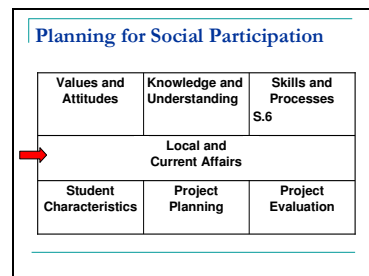 Planning for Social Participation
Values and Attitudes
Knowledge and Understanding
Skills and Processes
S.6
Local and
Current Affairs
Student Characteristics
Project Planning
Project Evaluation